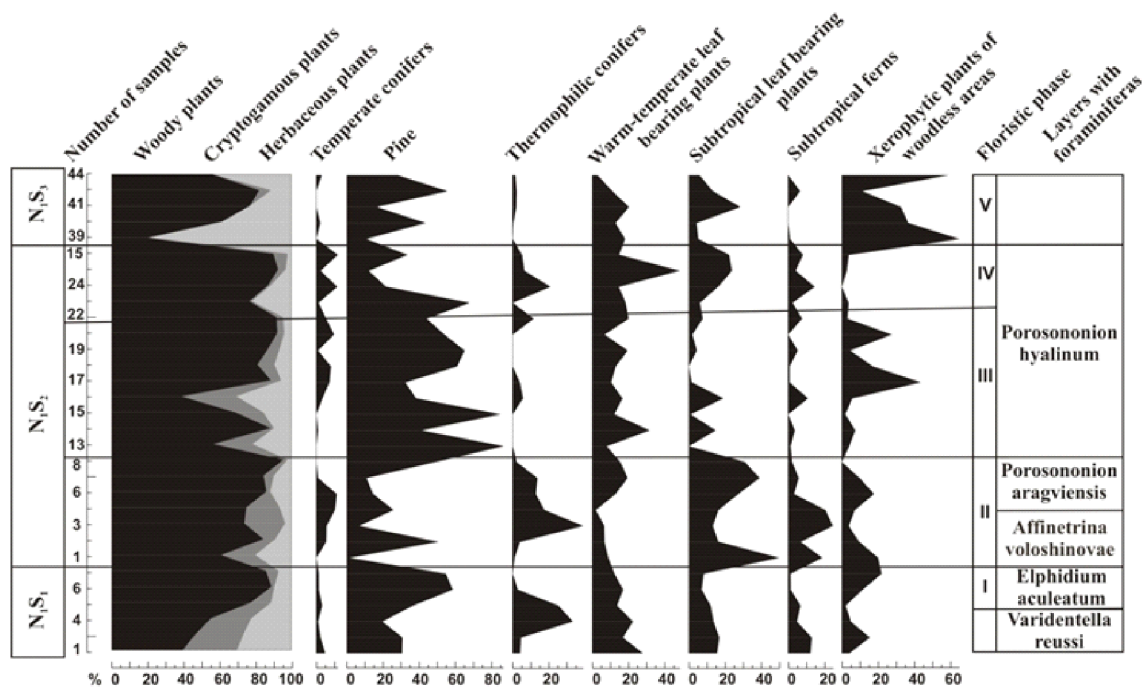 Number of samples
Woody plants
Cryptogamous plants
Herbaceous plants
Temperate conifers
Pine
Thermophilic conifers
Warm-temperate leaf
bearing plants
Subtropical leaf bearing
plants
Subtropical ferns
Xerophytic plants of
woodless areas
Floristic phase
Layers with
foraminiferas
N₁S₃
44
41
39
V
15
24
22
IV
N₁S₂
19
17
15
13
III
Porosononion
hyalinum
8
6
3
1
II
Porosononion
aragviensis
Affinetrina
voloshinovae
N₁S₁
6
4
1
I
Elphidium
aculeatum
Varidentella
reussi
% 0 20 40 60 80 100 0 0 20 40 60 80 0 20 0 20 40 0 20 40 0 20 0 20 40 60